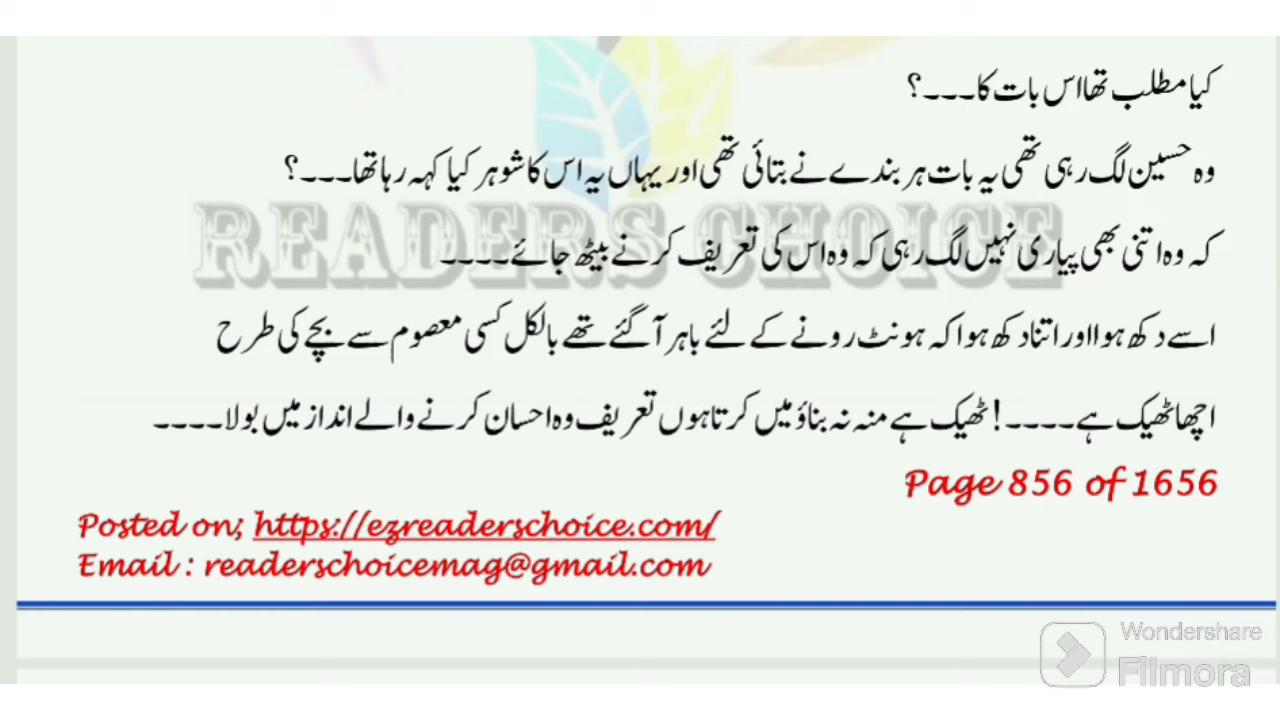 کیا مطلب تھا اس بات کا۔۔۔؟
وہ حسین لگ رہی تھی یہ بات ہر بندے نے بتائی تھی اور یہاں یہ اس کا شوہر کیا کہہ رہا تھا۔۔۔؟
READERS CHOICE
کہ وہ اتنی بھی پیاری نہیں لگ رہی کہ وہ اس کی تعریف کرنے بیٹھ جائے۔۔۔۔
اسے دکھ ہوا اور اتنا دکھ ہوا کہ ہونٹ رونے کے لئے باہر آ گئے تھے بالکل کسی معصوم سے بچے کی طرح
اچھا ٹھیک ہے۔۔۔۔! ٹھیک ہے منہ نہ بناؤ میں کرتا ہوں تعریف وہ احسان کرنے والے انداز میں بولا۔۔۔۔
Page 856 of 1656
Posted on; https://ezreaderschoice.com/
Email : readerschoicemag@gmail.com
Wondershare
Filmora